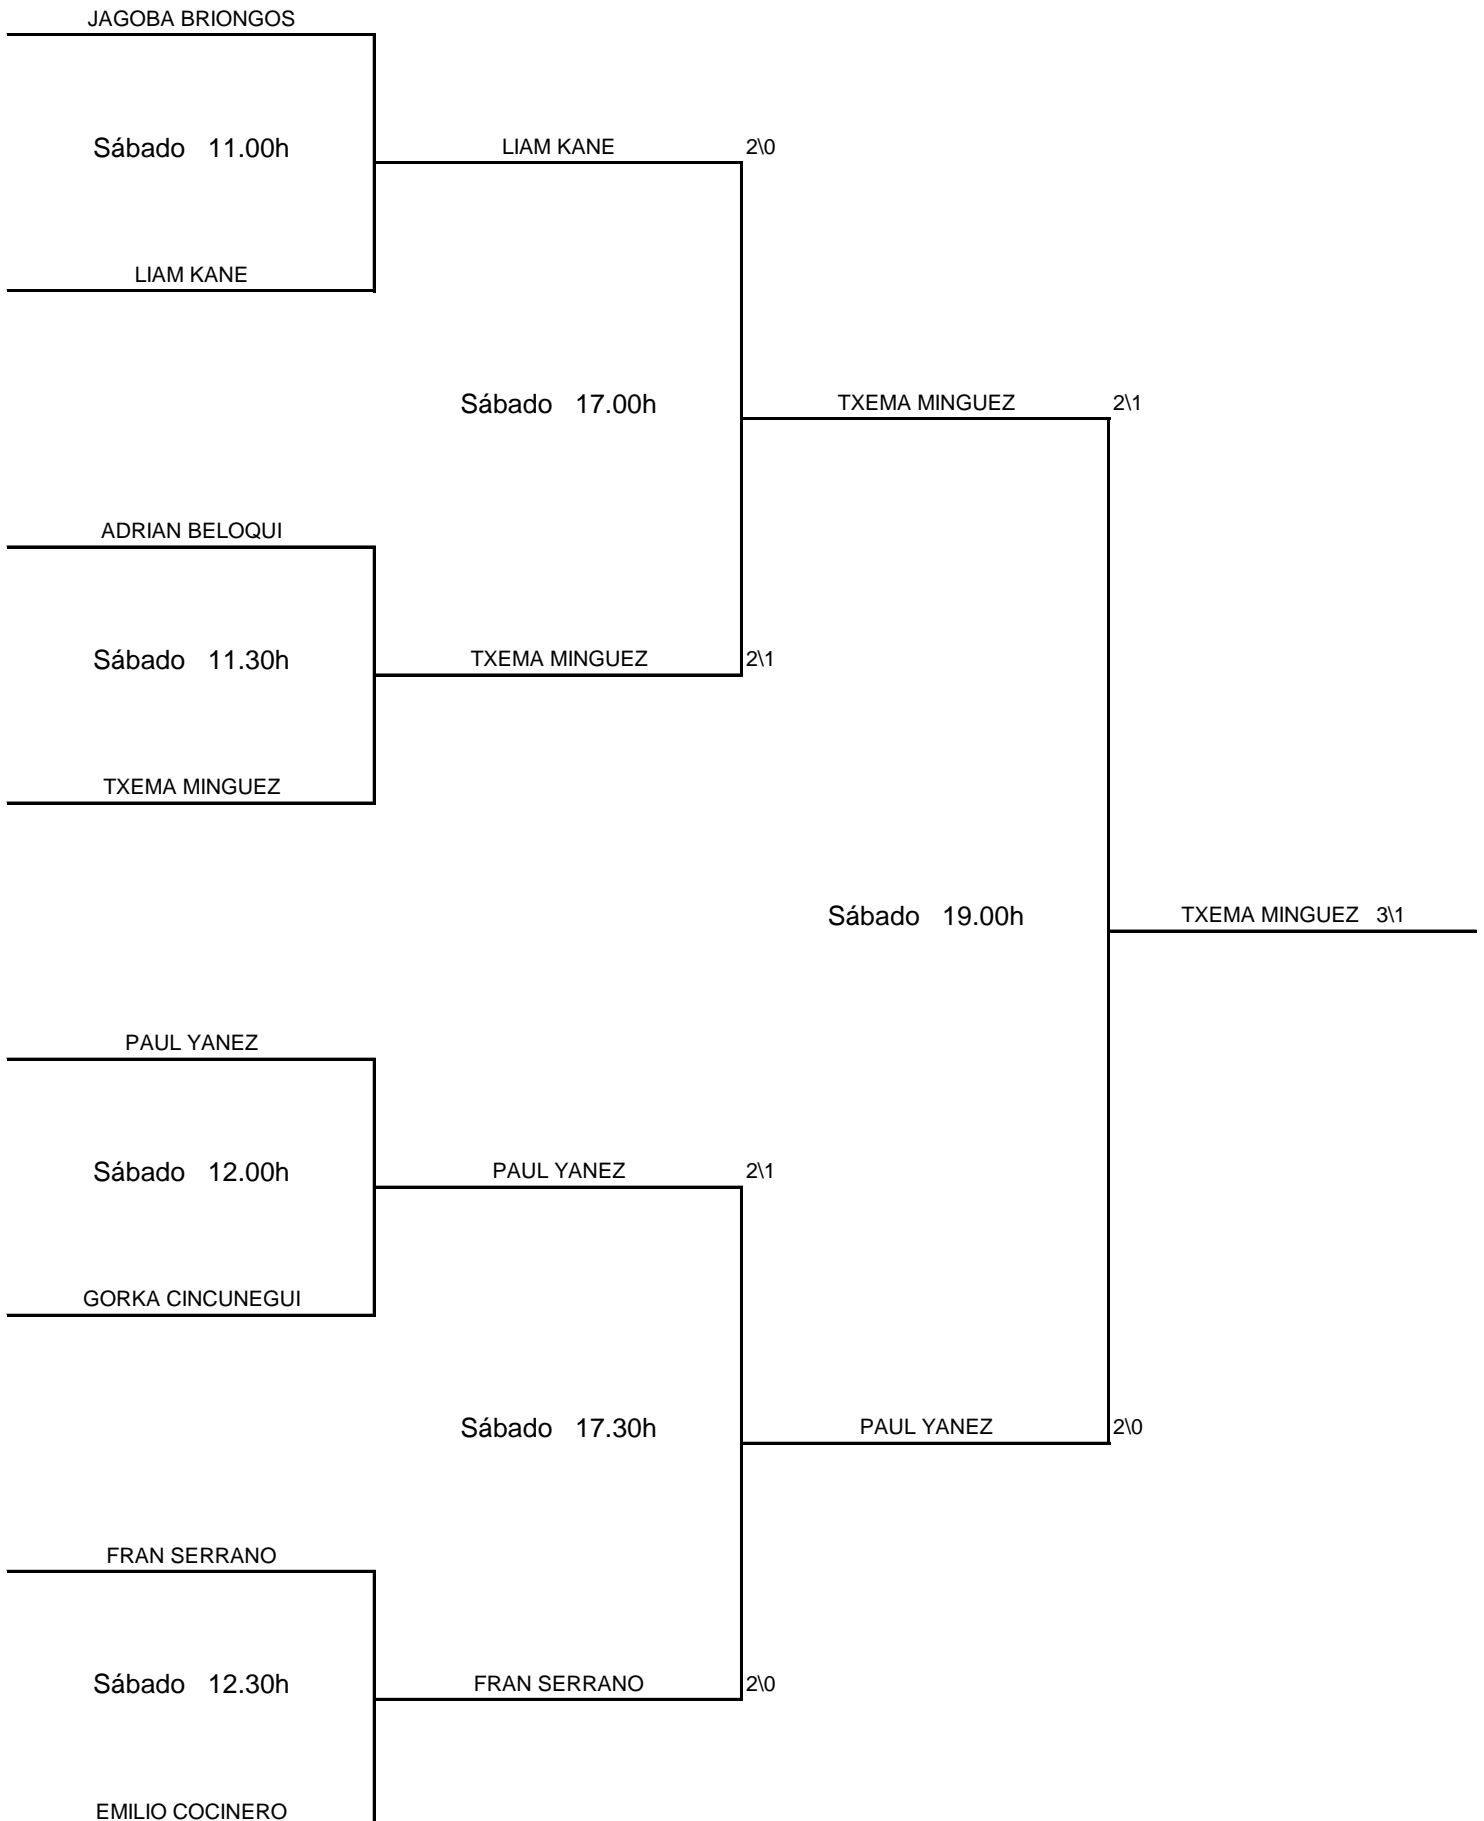 JAGOBA BRIONGOS
Sábado 11.00h
LIAM KANE 2\0
LIAM KANE
Sábado 17.00h
TXEMA MINGUEZ 2\1
ADRIAN BELOQUI
Sábado 11.30h
TXEMA MINGUEZ 2\1
TXEMA MINGUEZ
Sábado 19.00h
TXEMA MINGUEZ 3\1
PAUL YANEZ
Sábado 12.00h
PAUL YANEZ 2\1
GORKA CINCUNEGUI
Sábado 17.30h
PAUL YANEZ 2\0
FRAN SERRANO
Sábado 12.30h
FRAN SERRANO 2\0
EMILIO COCINERO